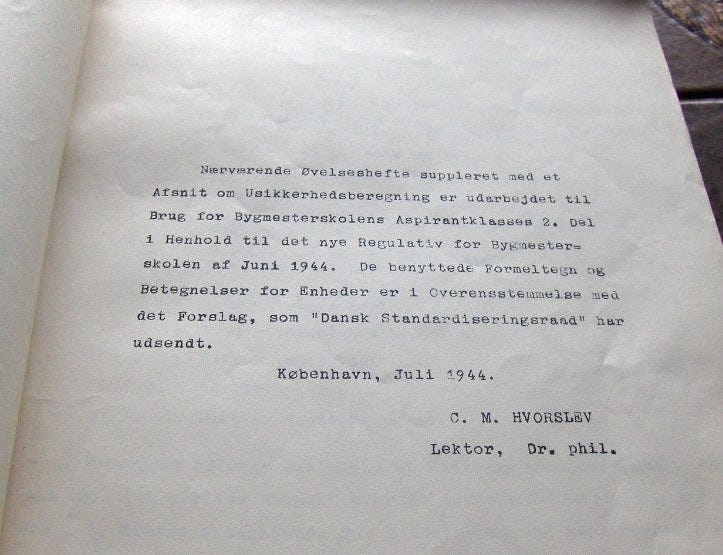 Nærværende Øvelseshefte suppleret med et
Afsnit om Usikkerhedsberegning er udarbejdet til
Brug for Bygmesterskolens Aspirantklasses 2. Del
i Henhold til det nye Regulativ for Bygmester=
skolen af Juni 1944. De benyttede Formeltegn og
Betegnelser for Enheder er i Overensstemmelse med
det Forslag, som "Dansk Standardiseringsraad" har
udsendt.
København, Juli 1944.
C. M. HVORSLEV
Lektor, Dr. phil.